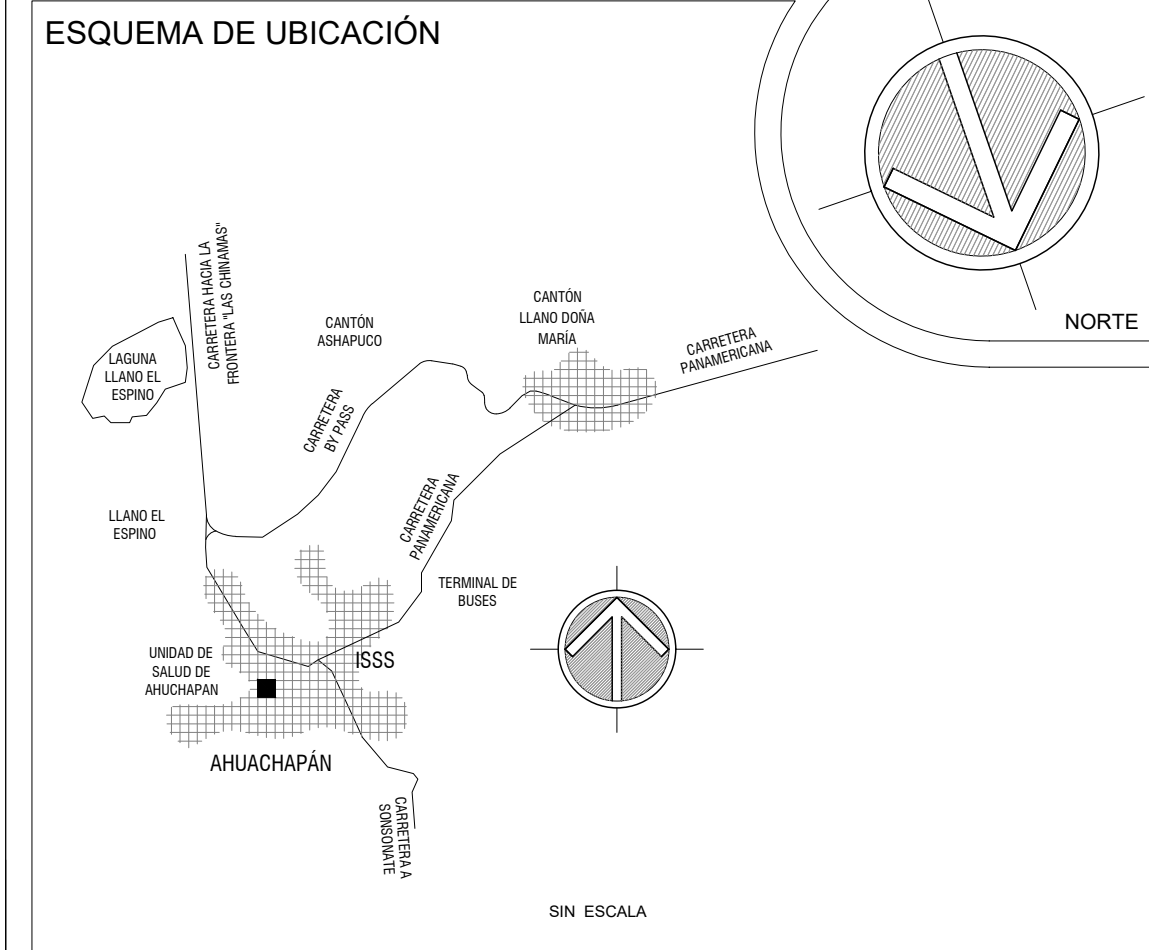 ESQUEMA DE UBICACIÓN
NORTE
CARRETERA HACIA LA
FRONTERA "LAS CHINAMAS"
LAGUNA
LLANO EL
ESPINO
CANTÓN
ASHAPUCO
CANTÓN
LLANO DOÑA
MARÍA
CARRETERA
PANAMERICANA
CARRETERA
BY PASS
CARRETERA
PANAMERICANA
LLANO EL
ESPINO
TERMINAL DE
BUSES
UNIDAD DE
SALUD DE
AHUCHAPAN
ISSS
AHUACHAPÁN
CARRETERA A
SONSONATE
SIN ESCALA